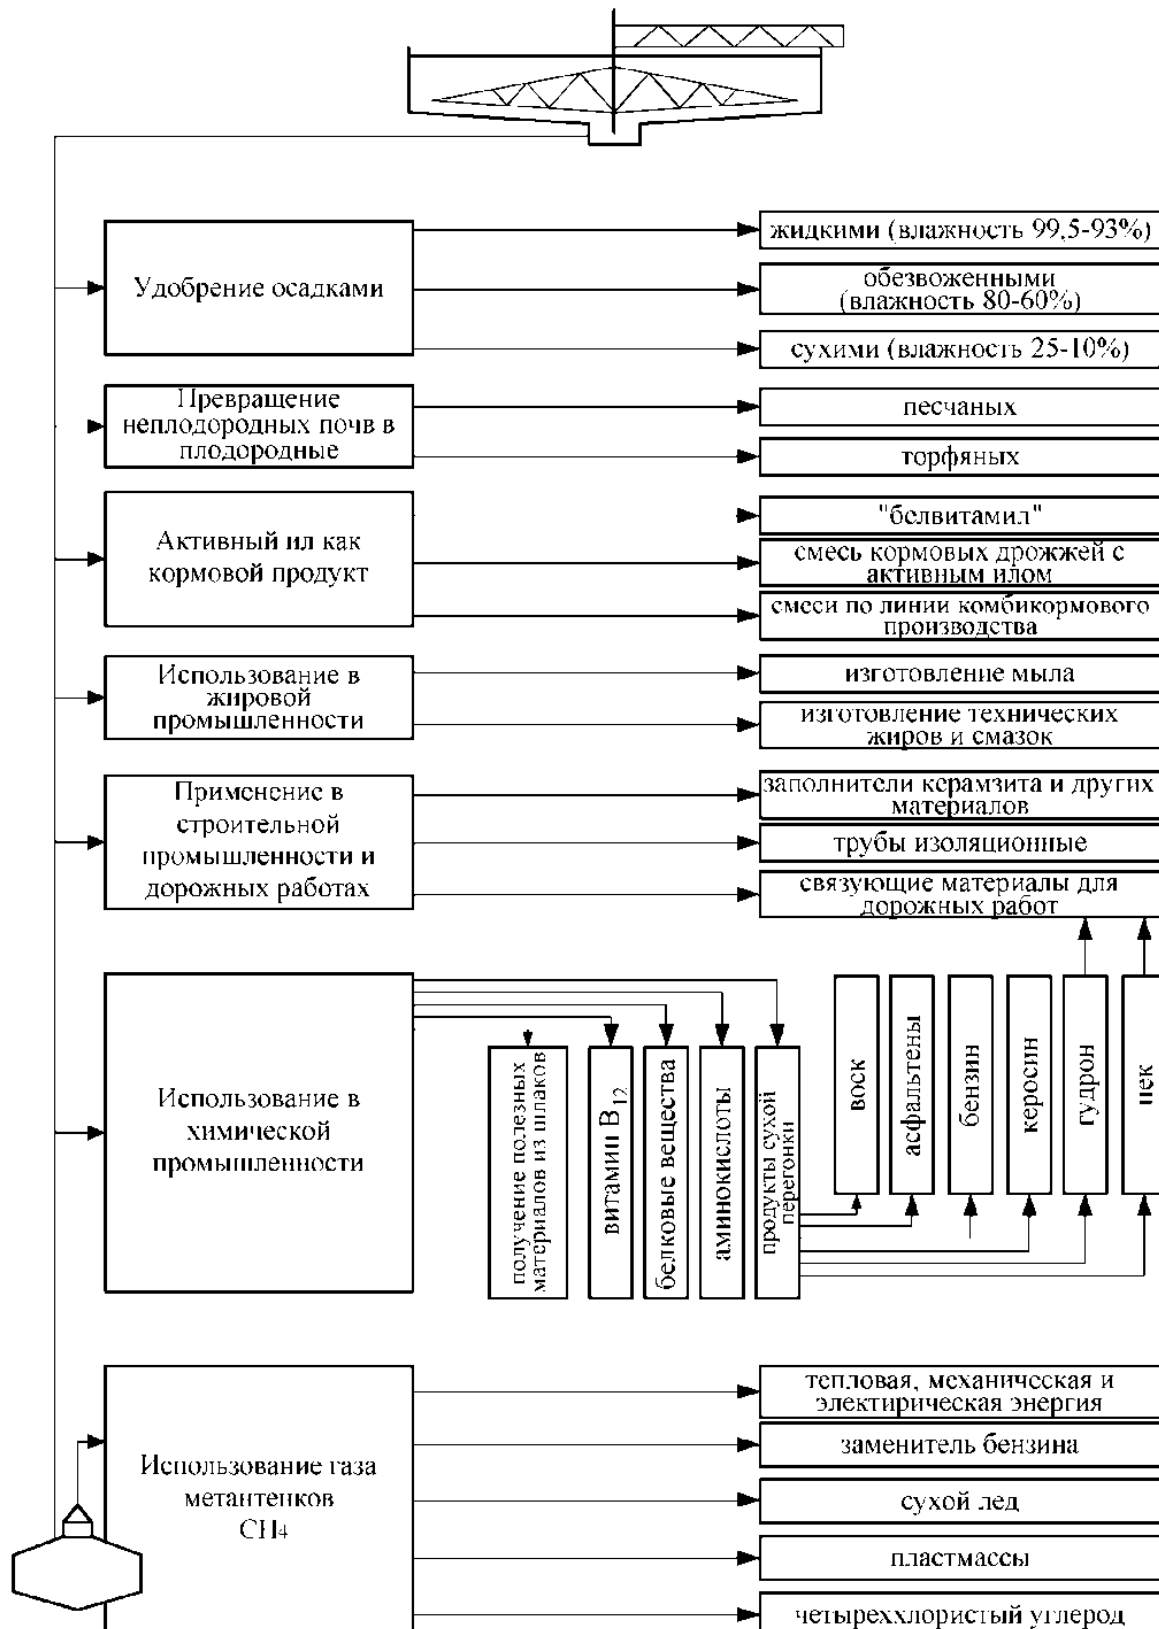 жидкими (влажность 99,5-93%)
Удобрение осадками
обезвоженными
(влажность 80-60%)
сухими (влажность 25-10%)
Превращение
неплодородных почв в
плодородные
песчаных
торфяных
Активный ил как
кормовой продукт
"белвитамил"
смесь кормовых дрожжей с
активным илом
смеси по линии комбикормового
производства
Использование в
жировой
промышленности
изготовление мыла
изготовление технических
жиров и смазок
Применение в
строительной
промышленности и
дорожных работах
заполнители керамзита и других
материалов
трубы изоляционные
связующие материалы для
дорожных работ
Использование в
химической
промышленности
получение полезных
материалов из шлаков
витамин В12
белковые вещества
аминокислоты
продукты сухой
перегонки
воск
асфальтены
бензин
керосин
гудрон
пек
Использование газа
метантенков
CH4
тепловая, механическая и
электирическая энергия
заменитель бензина
сухой лед
пластмассы
четыреххлористый углерод